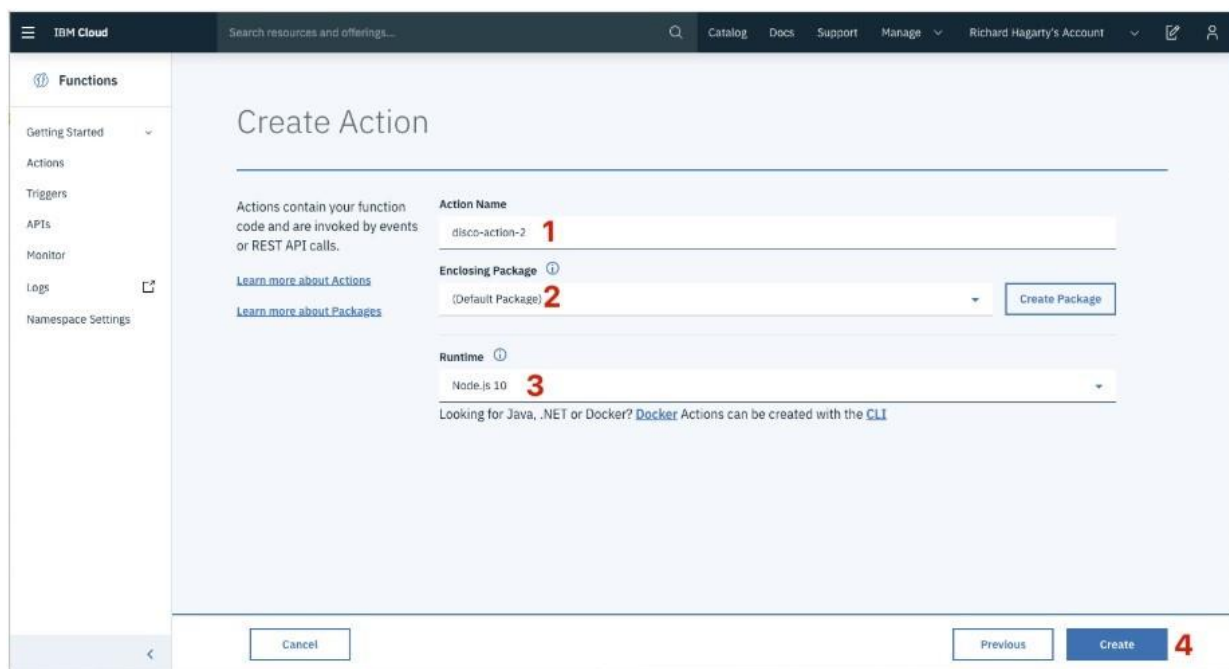 IBM Cloud
Search resources and offerings...
Catalog
Docs
Support
Manage
Richard Hagarty's Account
Functions
Getting Started
Actions
Triggers
APIs
Monitor
Logs
Namespace Settings
Create Action
Actions contain your function
code and are invoked by events
or REST API calls.
Learn more about Actions
Learn more about Packages
Action Name
disco-action-2 1
Enclosing Package
(Default Package) 2
Create Package
Runtime
Node.js 10 3
Looking for Java, .NET or Docker? Docker Actions can be created with the CLI
Cancel
Previous
Create 4